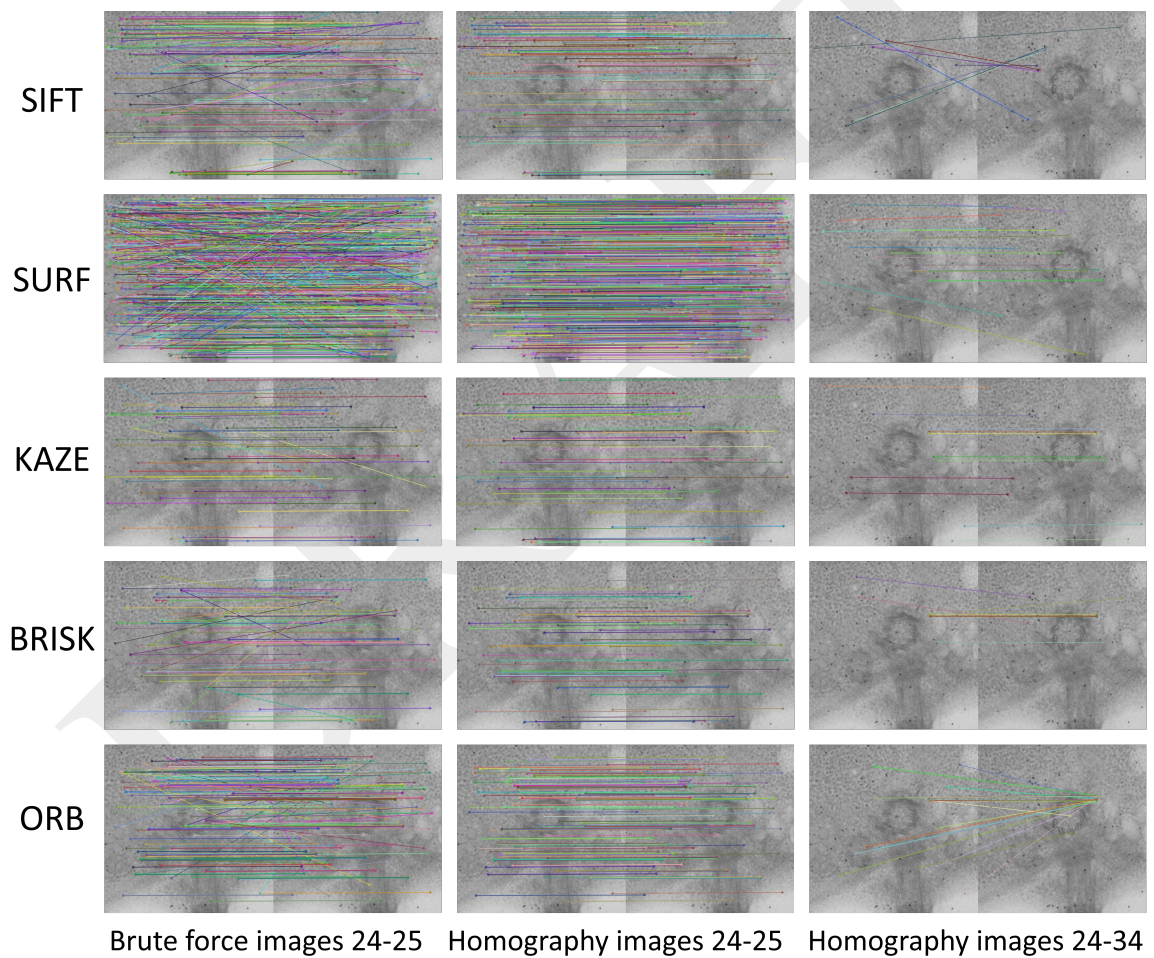 SIFT
SURF
KAZE
BRISK
ORB
Brute force images 24-25 Homography images 24-25 Homography images 24-34